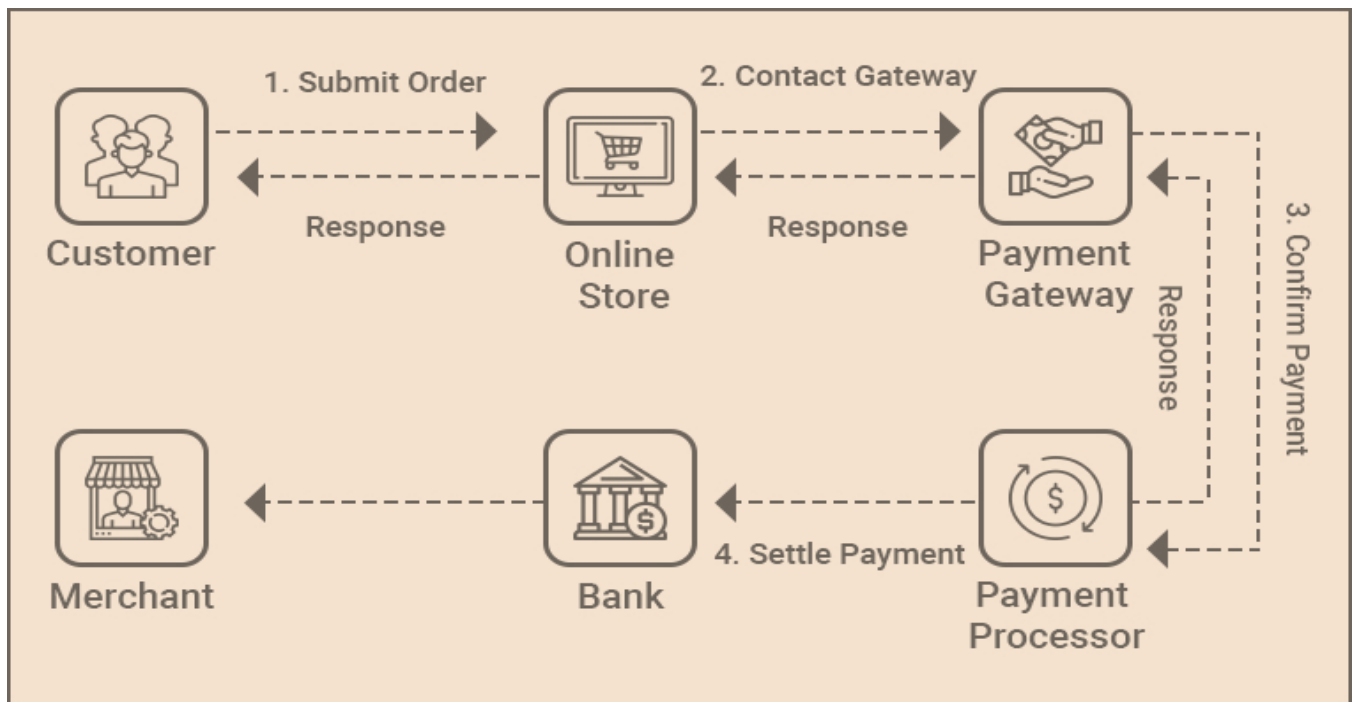 1. Submit Order
2. Contact Gateway
Response
Response
Customer
Online
Store
Payment
Gateway
3. Confirm Payment
Response
4. Settle Payment
Merchant
Bank
Payment
Processor